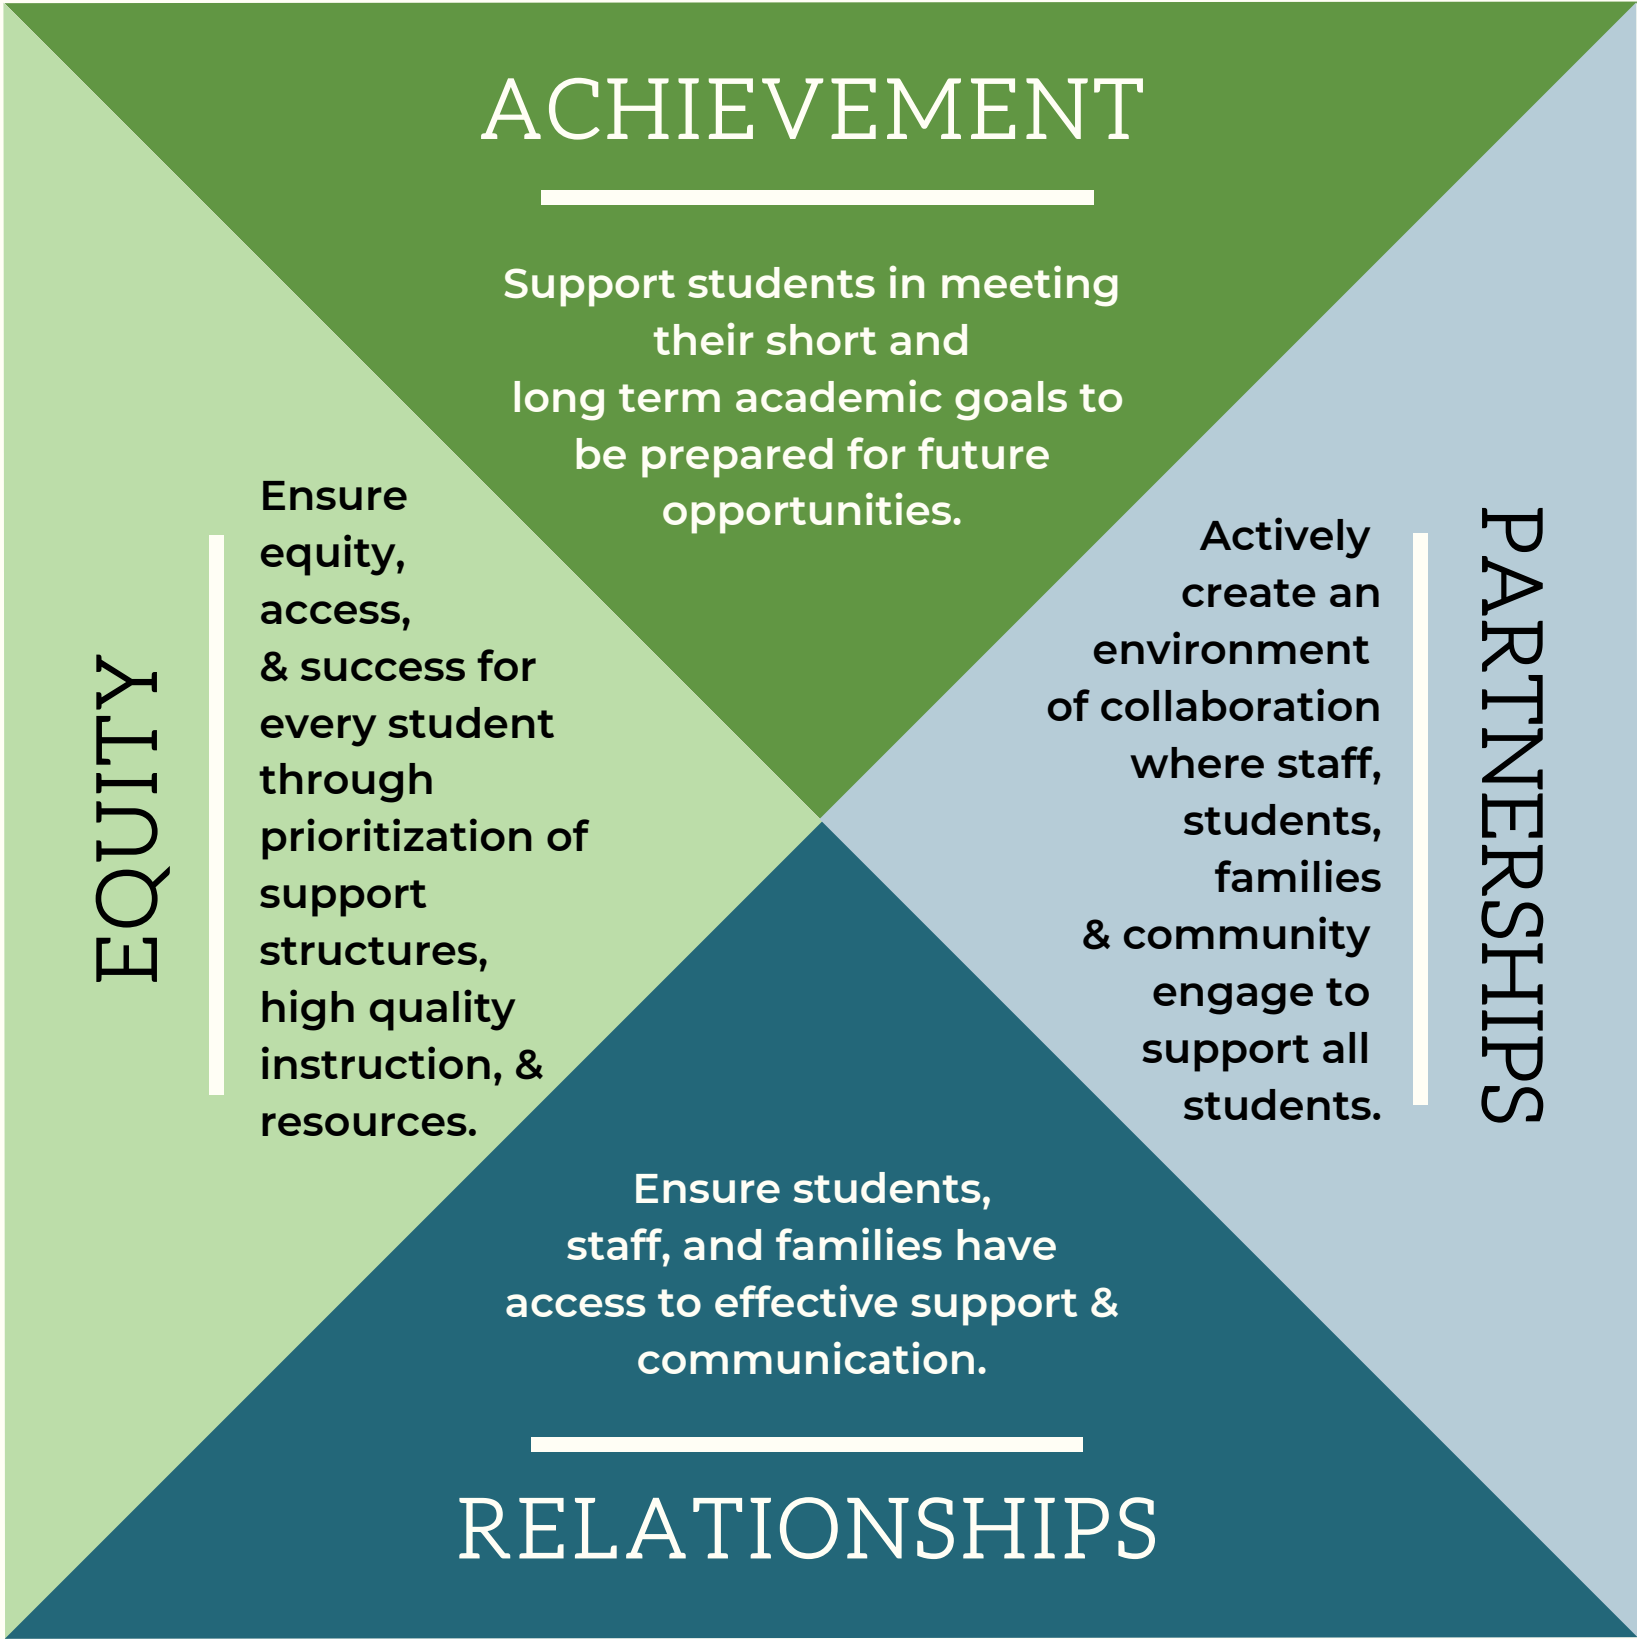 ACHIEVEMENT
Support students in meeting
their short and
long term academic goals to
be prepared for future
opportunities.
EQUITY
Ensure
equity,
access,
& success for
every student
through
prioritization of
support
structures,
high quality
instruction, &
resources.
Actively
create an
environment
of collaboration
where staff,
students,
families
& community
engage to
support all
students.
PARTNERSHIPS
Ensure students,
staff, and families have
access to effective support &
communication.
RELATIONSHIPS